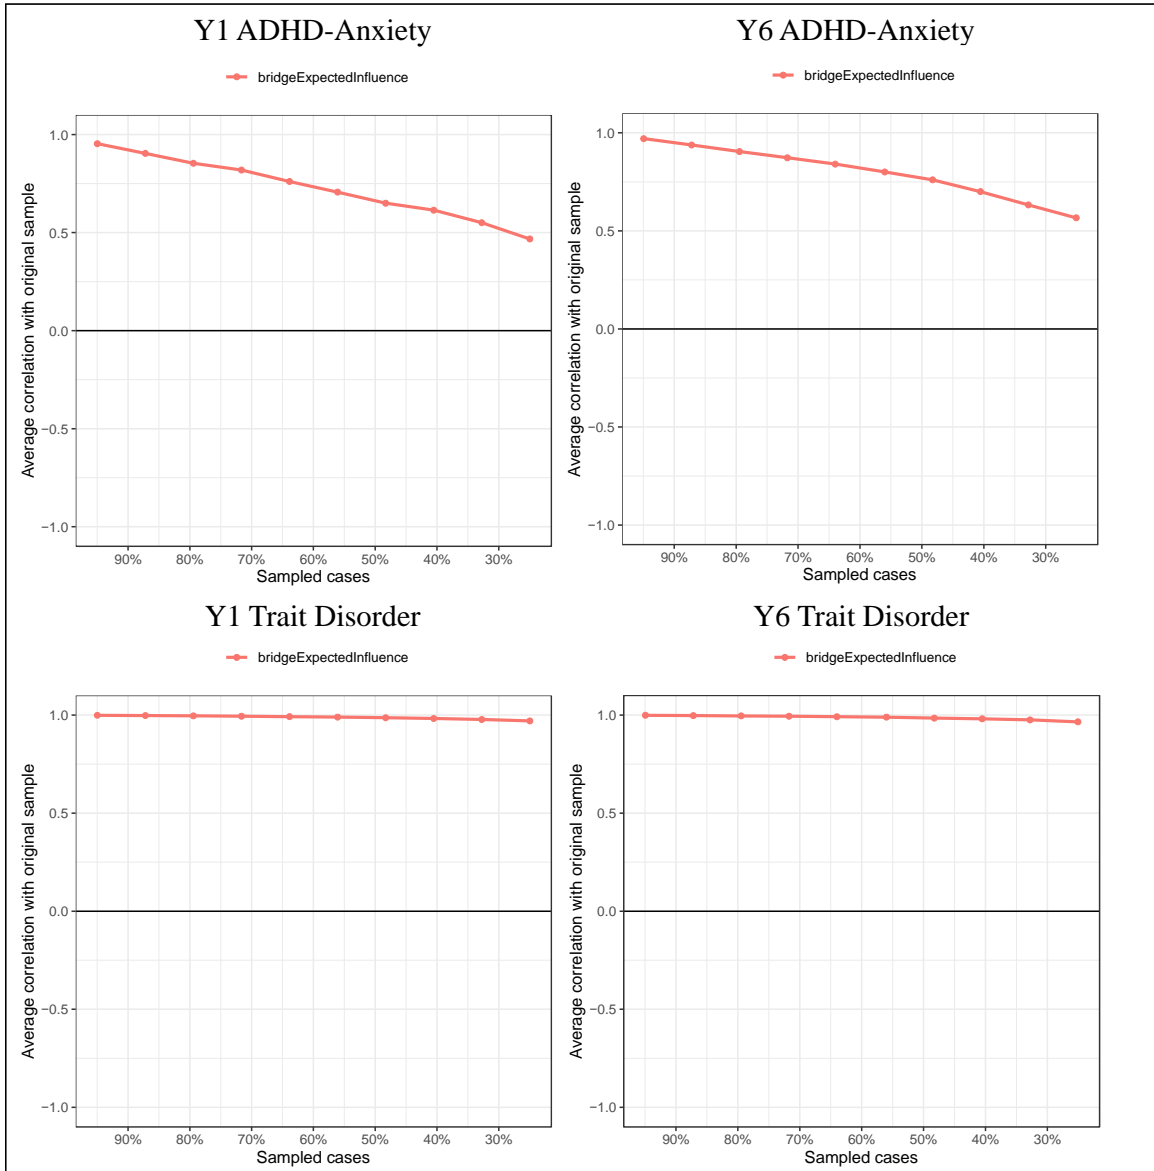 Y1 ADHD-Anxiety
bridgeExpectedInfluence
Average correlation with original sample
1.0
0.5
0.0
−0.5
−1.0
90% 80% 70% 60% 50% 40% 30%
Sampled cases
Y6 ADHD-Anxiety
bridgeExpectedInfluence
Average correlation with original sample
1.0
0.5
0.0
−0.5
−1.0
90% 80% 70% 60% 50% 40% 30%
Sampled cases
Y1 Trait Disorder
bridgeExpectedInfluence
Average correlation with original sample
1.0
0.5
0.0
−0.5
−1.0
90% 80% 70% 60% 50% 40% 30%
Sampled cases
Y6 Trait Disorder
bridgeExpectedInfluence
Average correlation with original sample
1.0
0.5
0.0
−0.5
−1.0
90% 80% 70% 60% 50% 40% 30%
Sampled cases